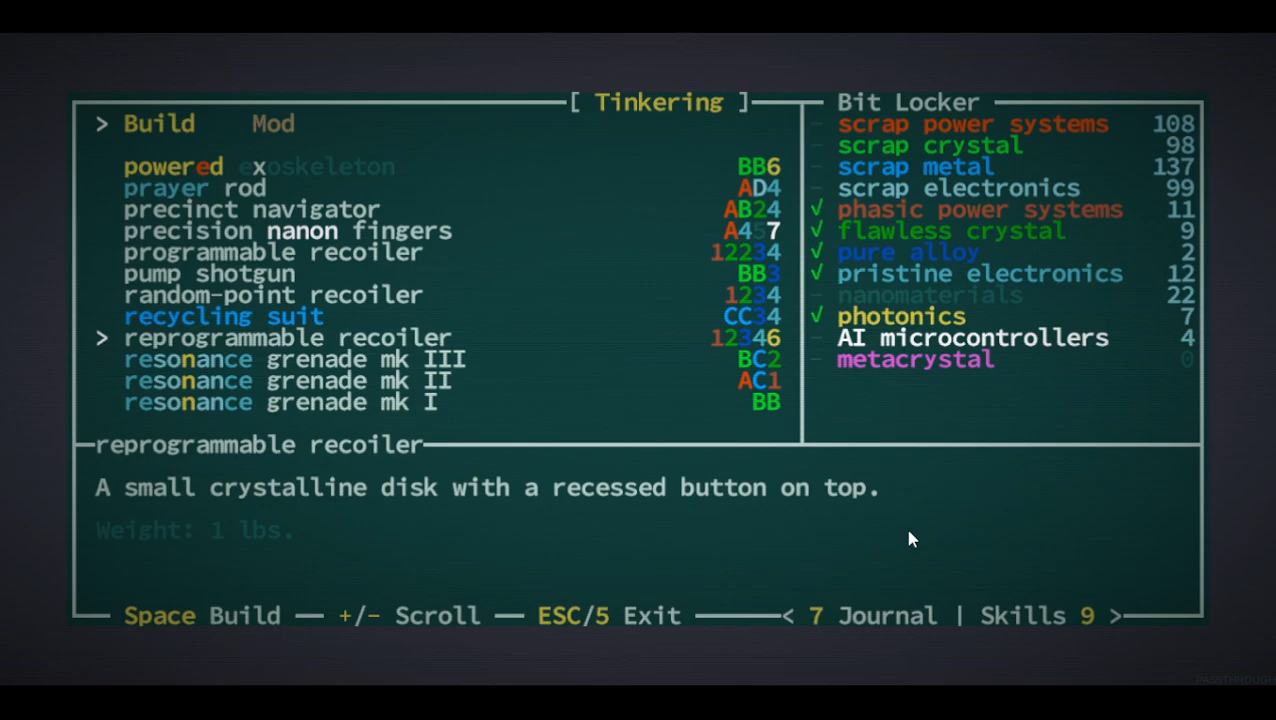 [ Tinkering ]
> Build Mod
powered exoskeleton BB6
prayer rod AD4
precinct navigator AB24
precision nanon fingers A457
programmable recoiler 12234
pump shotgun BB3
random-point recoiler 1234
recycling suit CC34
> reprogrammable recoiler 12346
resonance grenade mk III BC2
resonance grenade mk II AC1
resonance grenade mk I BB
Bit Locker
- scrap power systems 108
- scrap crystal 98
- scrap metal 137
- scrap electronics 99
√ phasic power systems 11
√ flawless crystal 9
√ pure alloy 2
√ pristine electronics 12
- nanomaterials 22
√ photonics 7
- AI microcontrollers 4
- metacrystal 0
reprogrammable recoiler
A small crystalline disk with a recessed button on top.
Weight: 1 lbs.
Space Build — +/- Scroll — ESC/5 Exit < 7 Journal | Skills 9 >
PASSTHROUGH